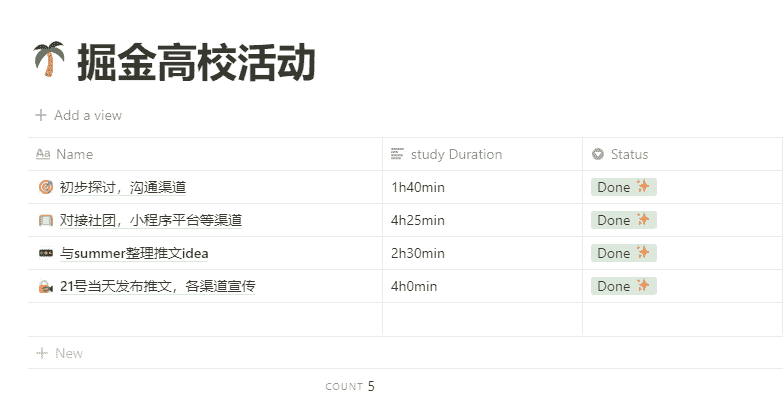 掘金高校活动
Add a view
Aa Name study Duration Status
初步探讨，沟通渠道 1h40min Done
对接社团，小程序平台等渠道 4h25min Done
与summer整理推文idea 2h30min Done
21号当天发布推文，各渠道宣传 4h0min Done
New
COUNT 5